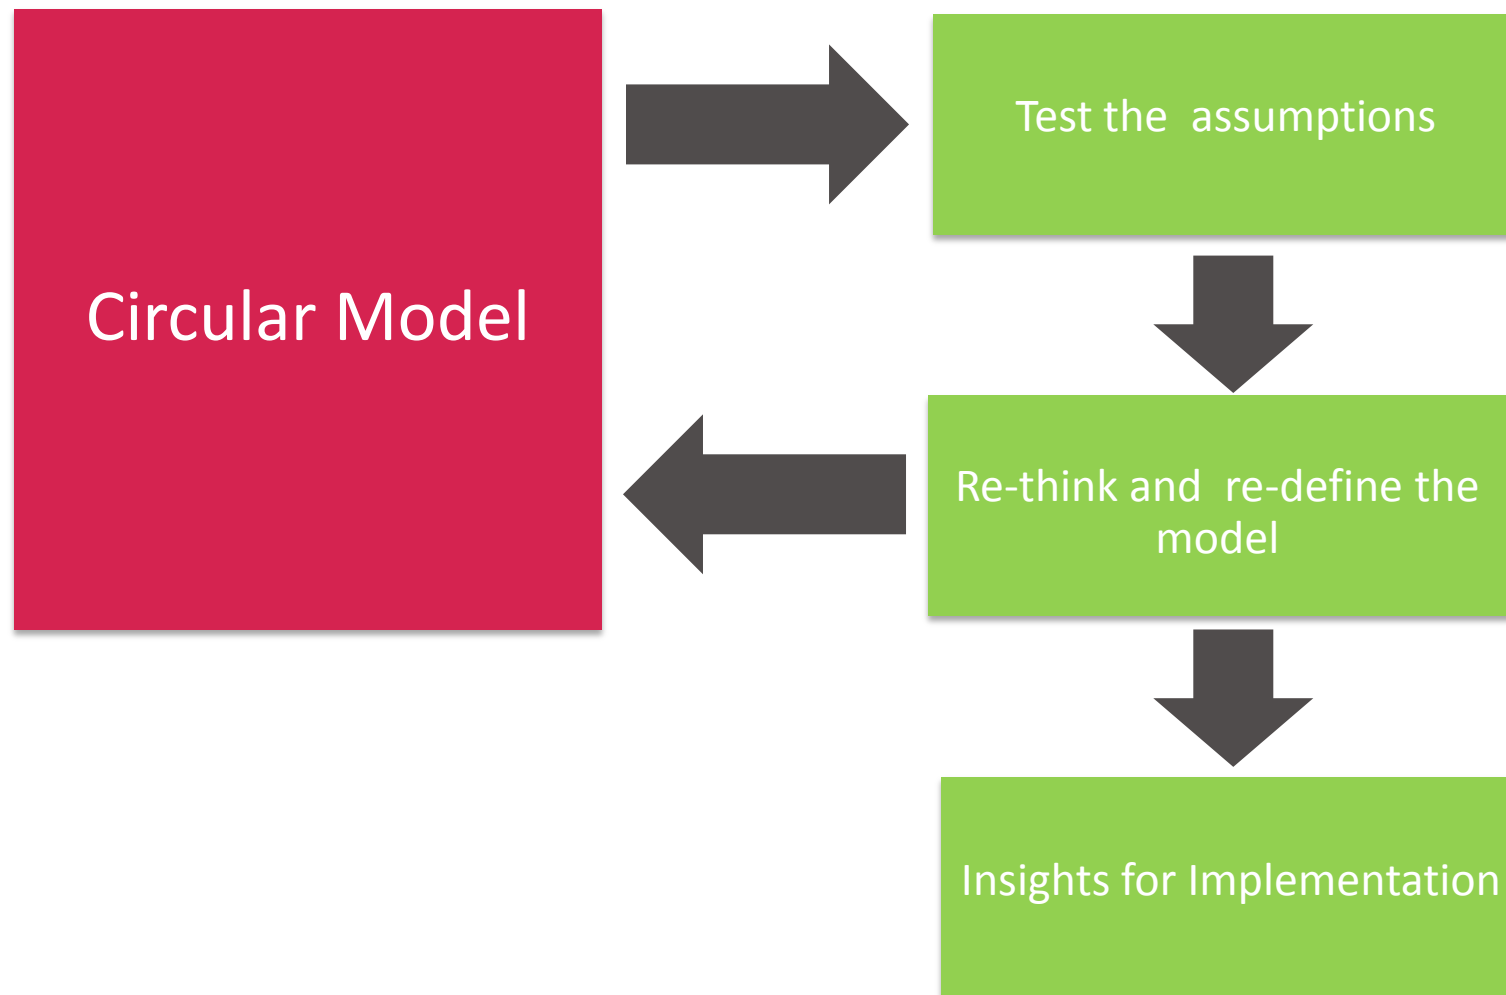 Circular Model
Test the  assumptions
Re-think and  re-define the
model
Insights for Implementation